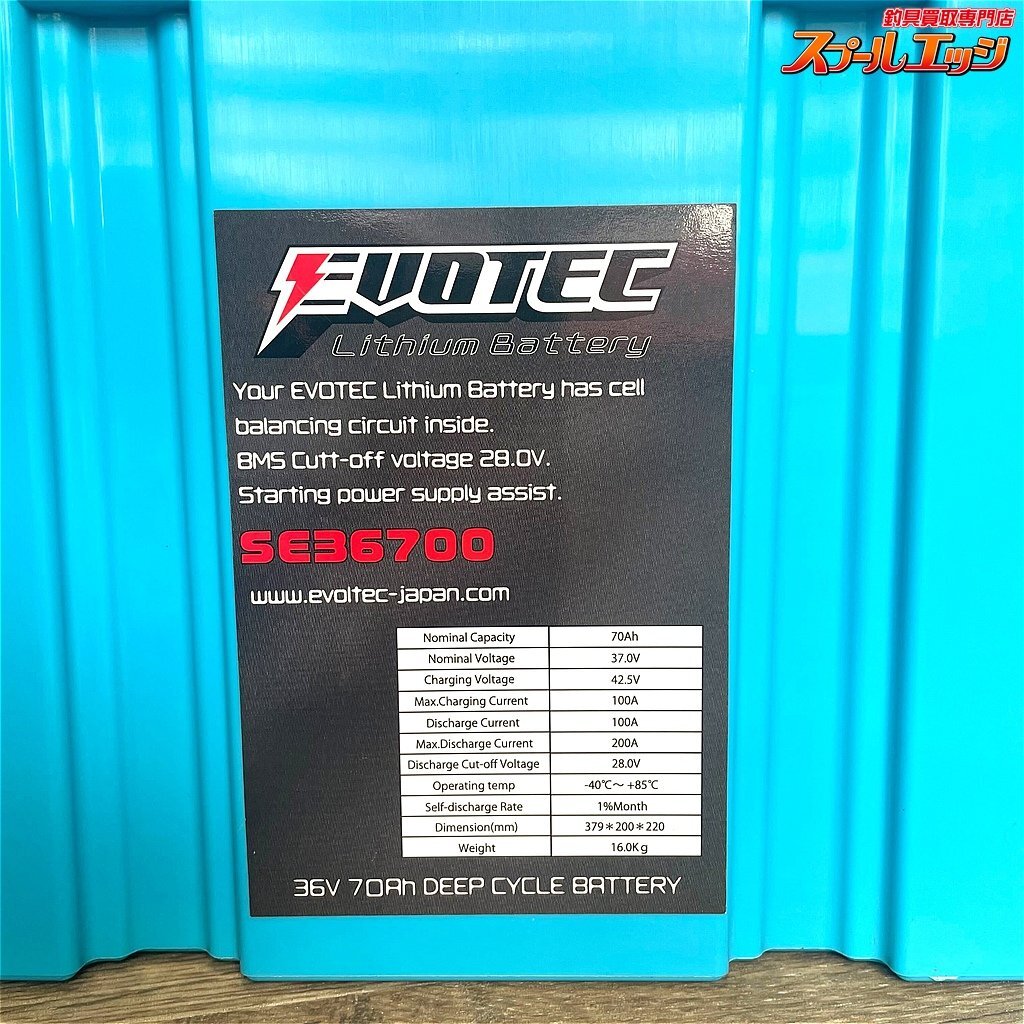 釣具買取専門店
スプールエッジ
EVOTEC
Lithium Battery
Your EVOTEC Lithium Battery has cell
balancing circuit inside.
BMS Cutt-off voltage 28.0V.
Starting power supply assist.
SE36700
www.evoltec-japan.com
Nominal Capacity 70Ah
Nominal Voltage 37.0V
Charging Voltage 42.5V
Max.Charging Current 100A
Discharge Current 100A
Max.Discharge Current 200A
Discharge Cut-off Voltage 28.0V
Operating temp -40℃～ +85℃
Self-discharge Rate 1%Month
Dimension(mm) 379＊200＊220
Weight 16.0Kg
36V 70Ah DEEP CYCLE BATTERY